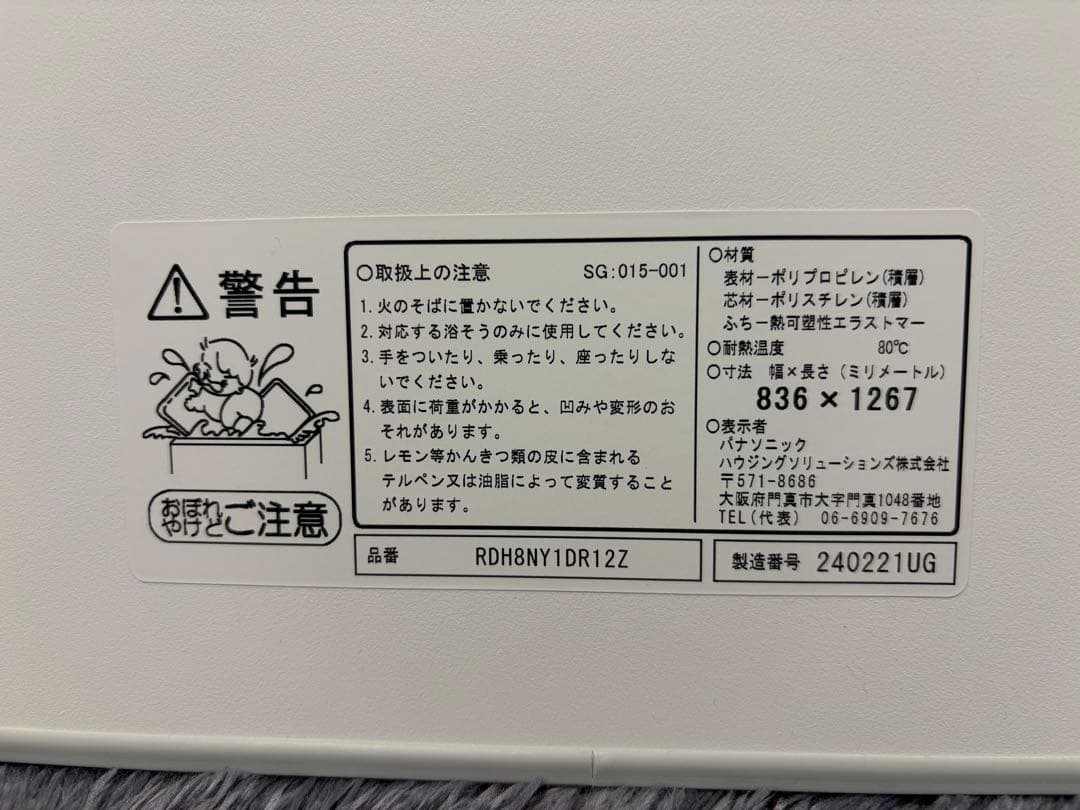 警告
おぼれ
やけど
ご注意
○取扱上の注意 SG:015-001
1. 火のそばに置かないでください。
2. 対応する浴そうのみに使用してください。
3. 手をついたり、乗ったり、座ったりしな
いでください。
4. 表面に荷重がかかると、凹みや変形のお
それがあります。
5. レモン等かんきつ類の皮に含まれる
テルペン又は油脂によって変質すること
があります。
○材質
表材ーポリプロピレン(積層)
芯材ーポリスチレン(積層)
ふちー熱可塑性エラストマー
○耐熱温度 80℃
○寸法 幅×長さ (ミリメートル)
836 × 1267
○表示者
パナソニック
ハウジングソリューションズ株式会社
〒571-8686
大阪府門真市大字門真1048番地
TEL(代表) 06-6909-7676
品番 RDH8NY1DR12Z
製造番号 240221UG